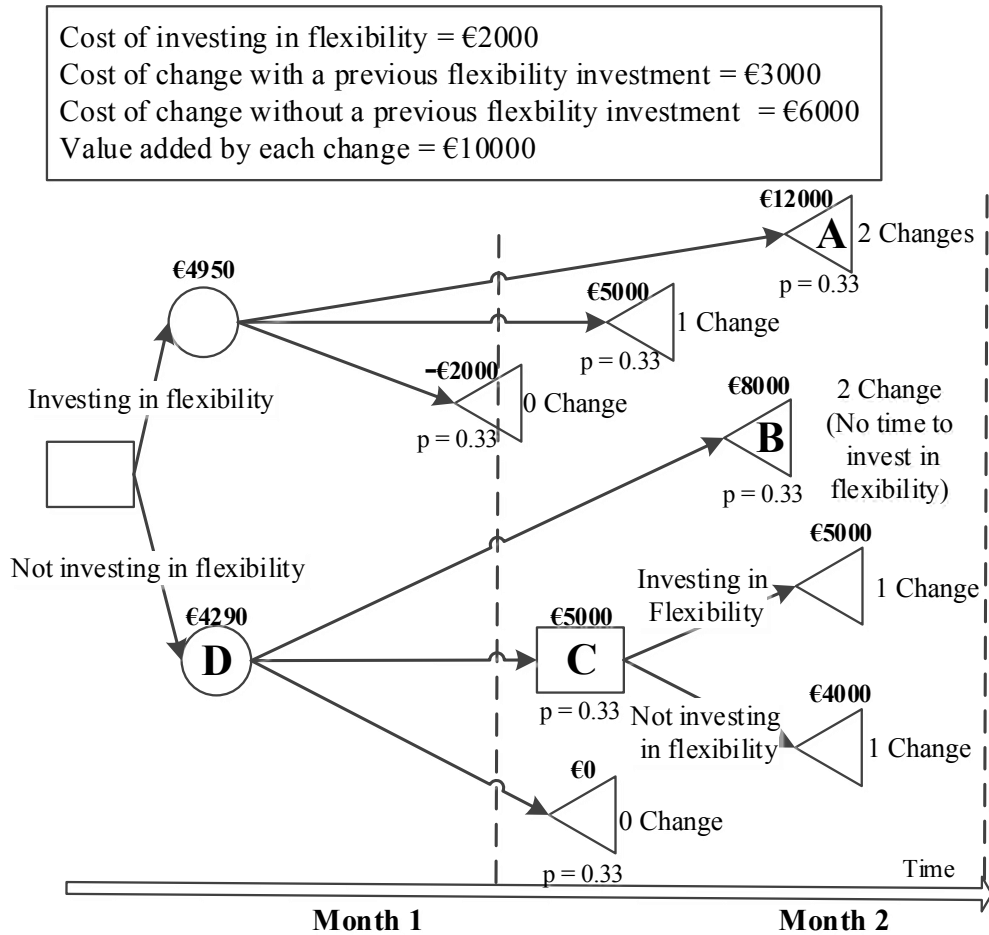 Cost of investing in flexibility = €2000
Cost of change with a previous flexibility investment = €3000
Cost of change without a previous flexbility investment = €6000
Value added by each change = €10000
€12000
A
2 Changes
p = 0.33
€4950
€5000
1 Change
p = 0.33
-€2000
0 Change
p = 0.33
Investing in flexibility
€8000
B
p = 0.33
2 Change
(No time to
invest in
flexibility)
Not investing in flexibility
€4290
D
€5000
C
p = 0.33
Investing in
Flexibility
€5000
1 Change
Not investing
in flexibility
€4000
1 Change
€0
0 Change
p = 0.33
Time
Month 1
Month 2